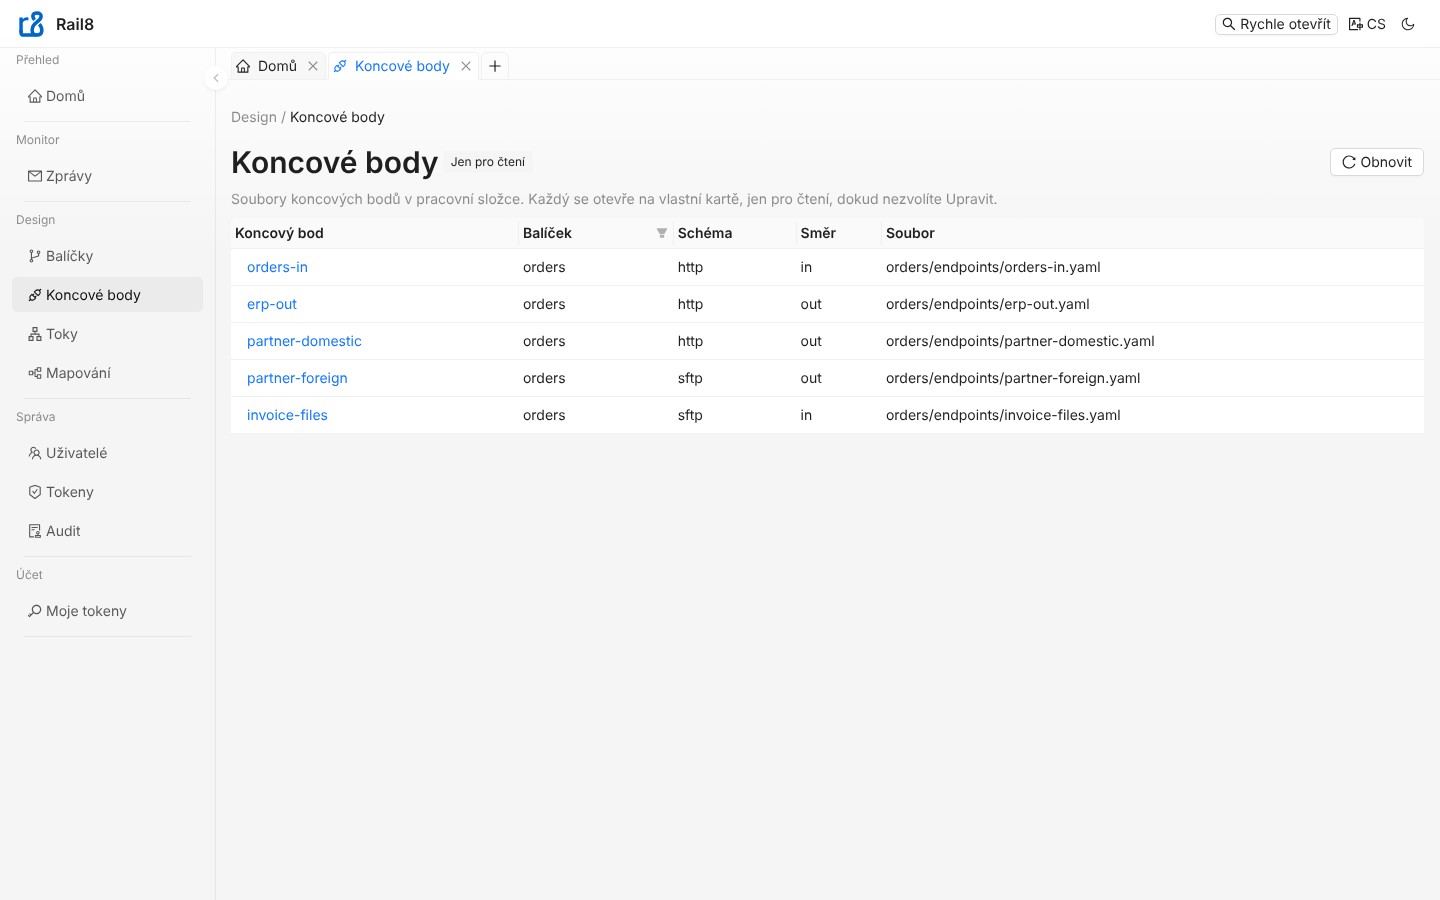 Rail8
Rychle otevřít
CS
Přehled
Domů
Monitor
Zprávy
Design
Balíčky
Koncové body
Toky
Mapování
Správa
Uživatelé
Tokeny
Audit
Účet
Moje tokeny
Domů
Koncové body
Design / Koncové body
Koncové body Jen pro čtení
Obnovit
Soubory koncových bodů v pracovní složce. Každý se otevře na vlastní kartě, jen pro čtení, dokud nezvolíte Upravit.
Koncový bod Balíček Schéma Směr Soubor
orders-in orders http in orders/endpoints/orders-in.yaml
erp-out orders http out orders/endpoints/erp-out.yaml
partner-domestic orders http out orders/endpoints/partner-domestic.yaml
partner-foreign orders sftp out orders/endpoints/partner-foreign.yaml
invoice-files orders sftp in orders/endpoints/invoice-files.yaml